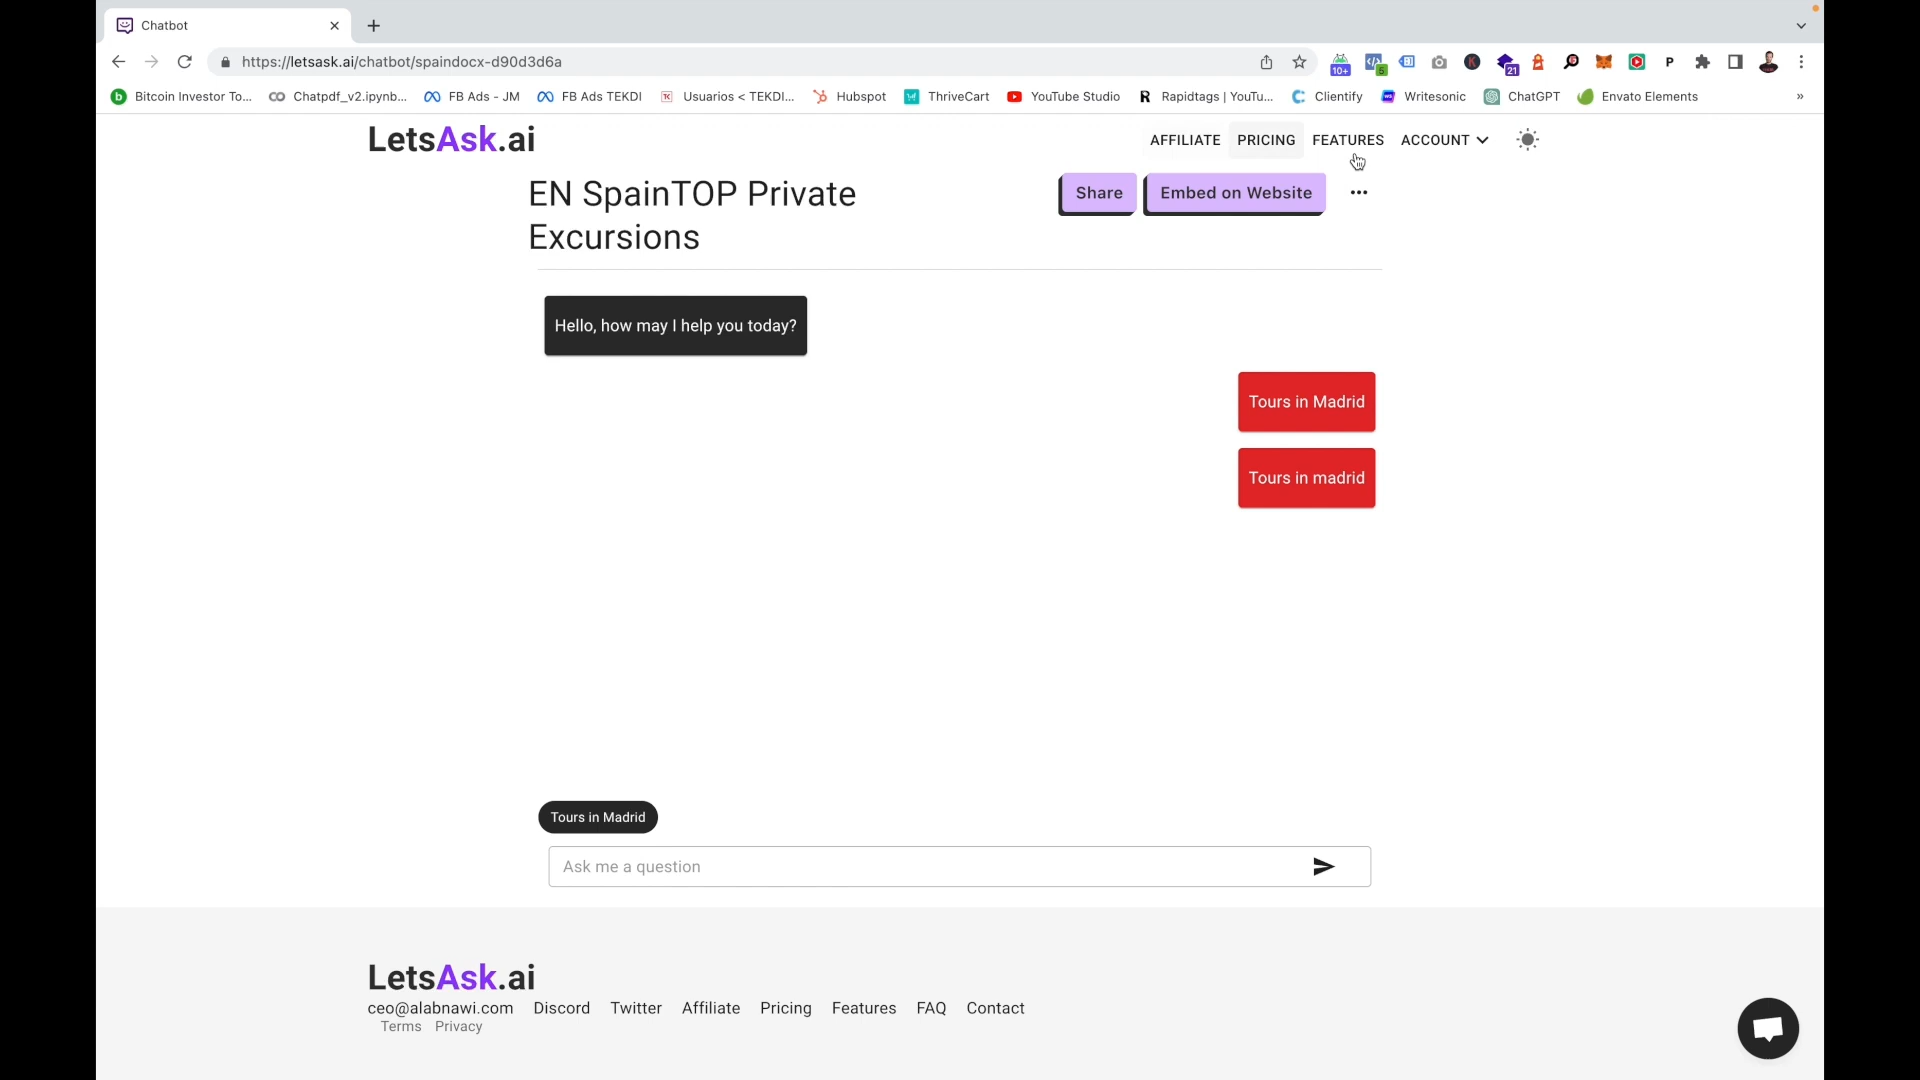 Chatbot
https://letsask.ai/chatbot/spaindocx-d90d3d6a
10+
5
21
P
Bitcoin Investor To... Chatpdf_v2.ipynb... FB Ads - JM FB Ads TEKDI Usuarios < TEKDI... Hubspot ThriveCart YouTube Studio Rapidtags | YouTu... Clientify Writesonic ChatGPT Envato Elements »
LetsAsk.ai
AFFILIATE PRICING FEATURES ACCOUNT
EN SpainTOP Private
Excursions
Share
Embed on Website
Hello, how may I help you today?
Tours in Madrid
Tours in madrid
Tours in Madrid
Ask me a question
LetsAsk.ai
ceo@alabnawi.com Discord Twitter Affiliate Pricing Features FAQ Contact
Terms Privacy